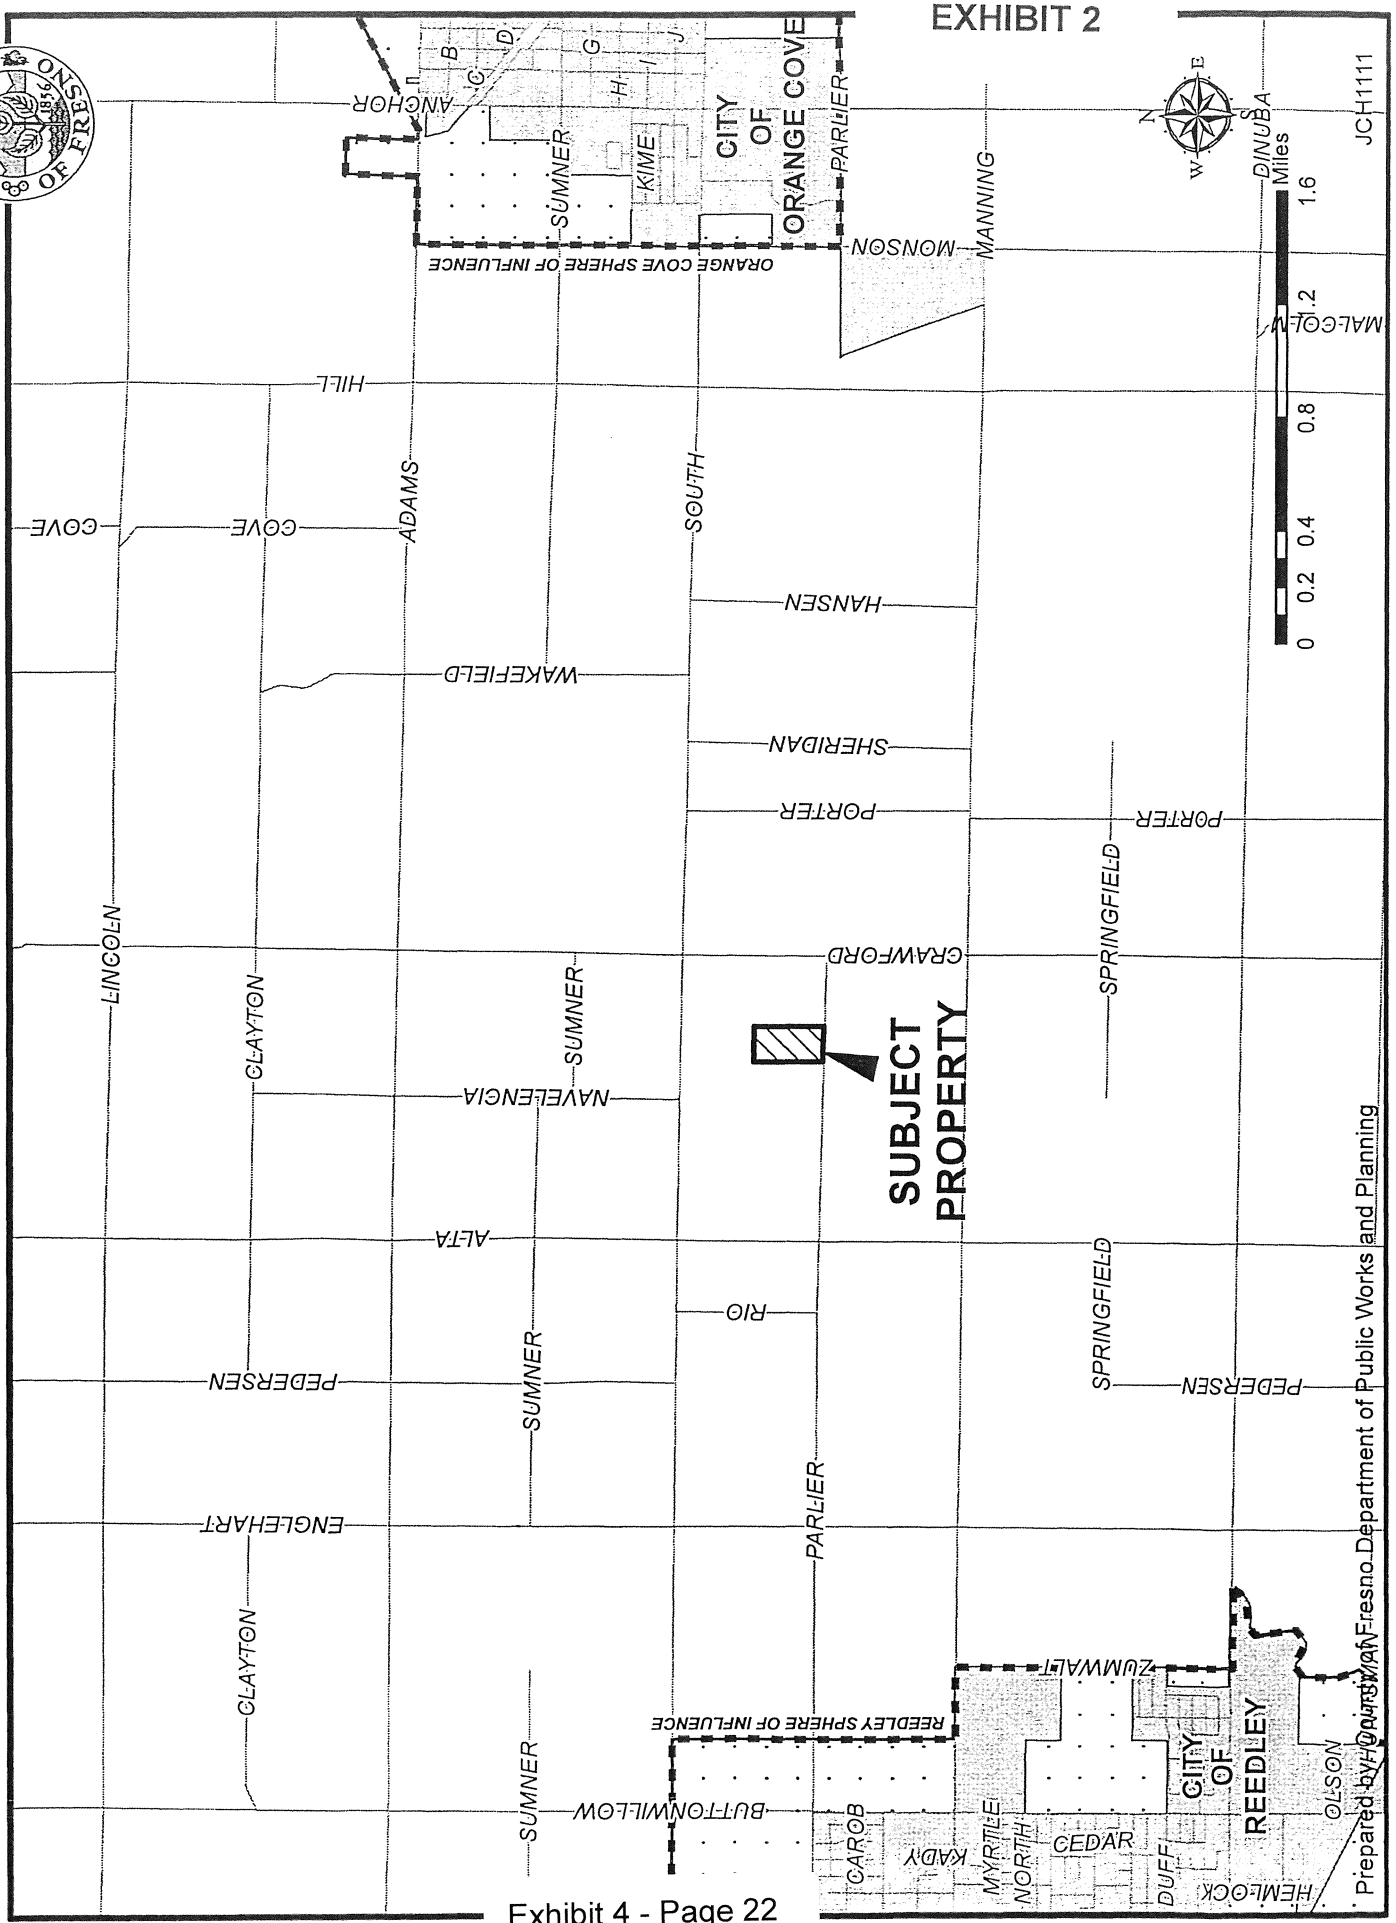 EXHIBIT 2
OF FRESNO
1856
COVE
COVE
HILL
ANCHOR
LINCOLN
CLAYTON
CLAYTON
ADAMS
WAKEFIELD
SUMNER
SUMNER
SUMNER
SUMNER
NAVELENCIA
ALTA
PEDERSEN
ENGLEHART
B
C
D
G
H
I
J
KIME
CITY
OF
ORANGE COVE
ORANGE COVE SPHERE OF INFLUENCE
PARLIER
MONSON
MANNING
SOUTH
HANSEN
SHERIDAN
PORTER
PORTER
CRAWFORD
SUBJECT
PROPERTY
RIO
PARLIER
SPRINGFIELD
SPRINGFIELD
PEDERSEN
DINUBA
MALCOLM
N
W
E
S
Miles
0 0.2 0.4 0.8 1.2 1.6
JCH1111
REEDLEY SPHERE OF INFLUENCE
ZUMWALT
BUTTONWILLOW
CAROB
KADY
MYRTLE
NORTH
CEDAR
DUFF
HEMLOCK
CITY
OF
REEDLEY
OLSON
Prepared by County of Fresno Department of Public Works and Planning
Exhibit 4 - Page 22